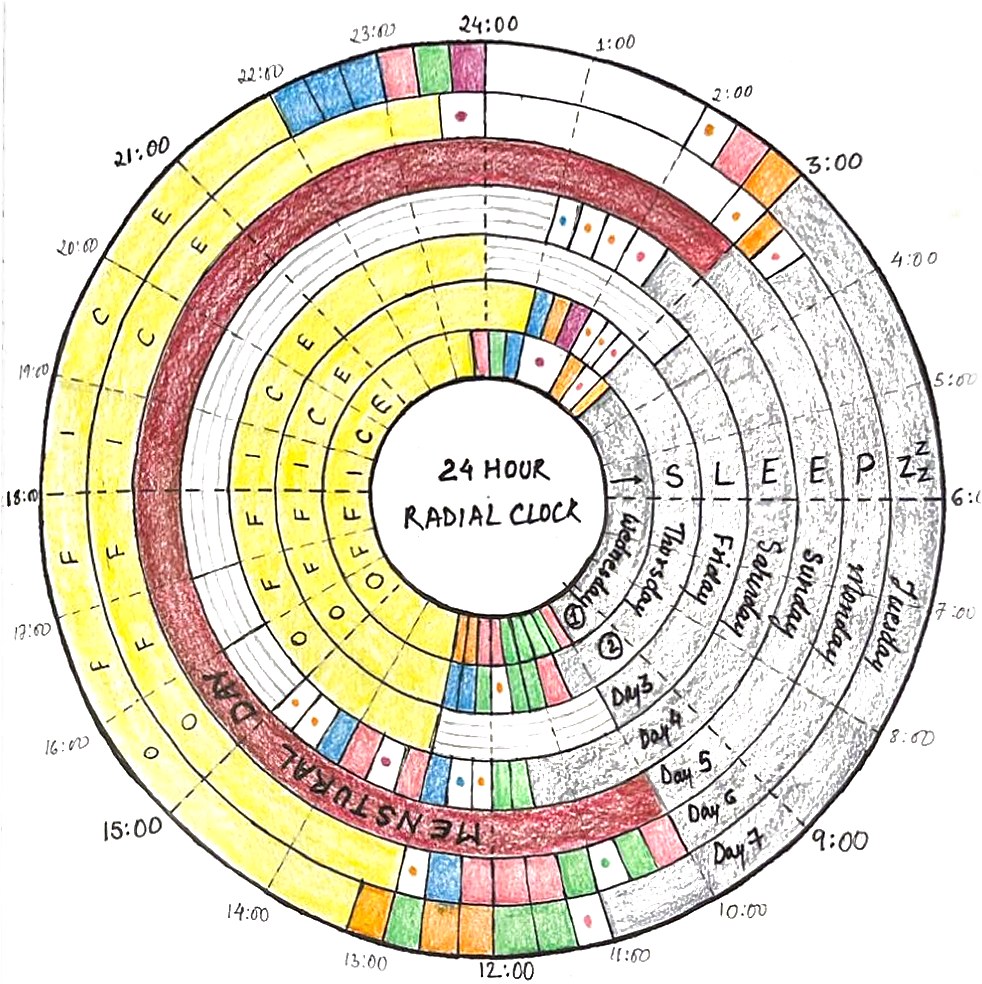 24:00
1:00
2:00
3:00
4:00
5:00
6:0
7:00
8:00
9:00
10:00
11:00
12:00
13:00
14:00
15:00
16:00
17:00
18:00
19:00
20:00
21:00
22:00
23:00
24 HOUR
RADIAL CLOCK
→ S L E E P Z Z Z
Wednesday ①
Thursday ②
Friday Day 3
Saturday Day 4
Sunday Day 5
Monday Day 6
Tuesday Day 7
OFFICE
OFFICE
OFFICE
MENSTURAL DAY
OFFICE
OFFICE